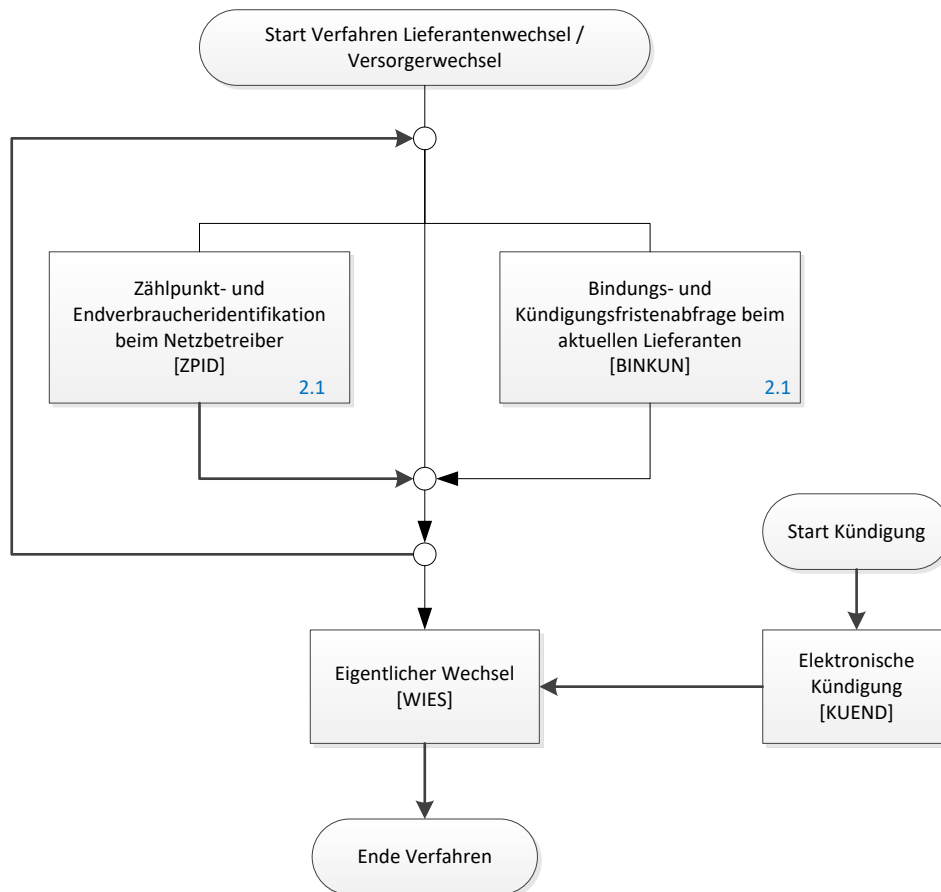 Start Verfahren Lieferantenwechsel /
Versorgerwechsel
Zählpunkt- und
Endverbraucheridentifikation
beim Netzbetreiber
[ZPID]
2.1
Bindungs- und
Kündigungsfristenabfrage beim
aktuellen Lieferanten
[BINKUN]
2.1
Start Kündigung
Eigentlicher Wechsel
[WIES]
Elektronische
Kündigung
[KUEND]
Ende Verfahren